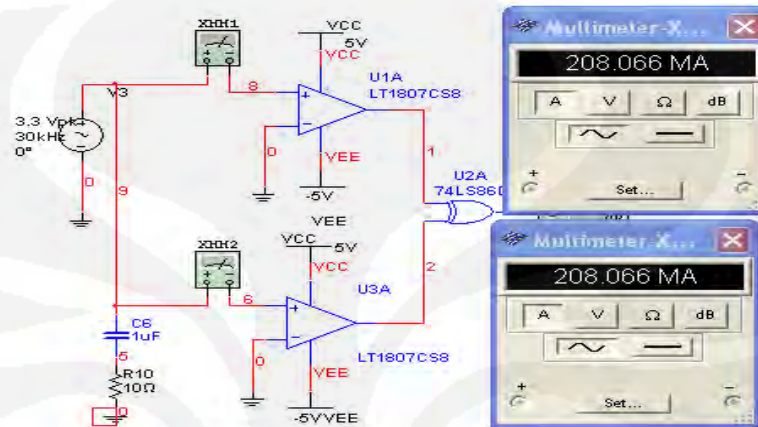 XMM1
VCC
5V
VCC
U1A
LT1807CS8
V3
8
3.3 Vpk
30kHz
0°
0
0
VEE
-5V
1
U2A
74LS86D
9
VEE
XMM2
VCC
5V
VCC
2
6
U3A
C6
1uF
0
LT1807CS8
5
VEE
R10
10Ω
-5V VEE
0
Multimeter-X...
208.066 MA
A V Ω dB
+ -
Set...
Multimeter-X...
208.066 MA
A V Ω dB
+ -
Set...